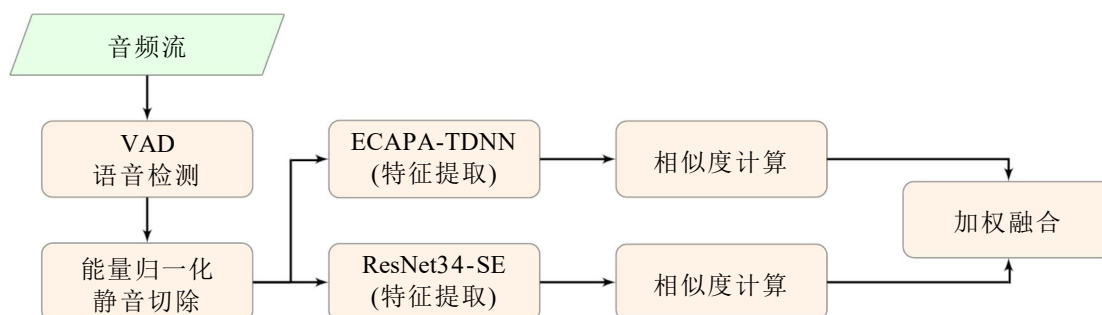 音频流
VAD
语音检测
能量归一化
静音切除
ECAPA-TDNN
(特征提取)
相似度计算
ResNet34-SE
(特征提取)
相似度计算
加权融合